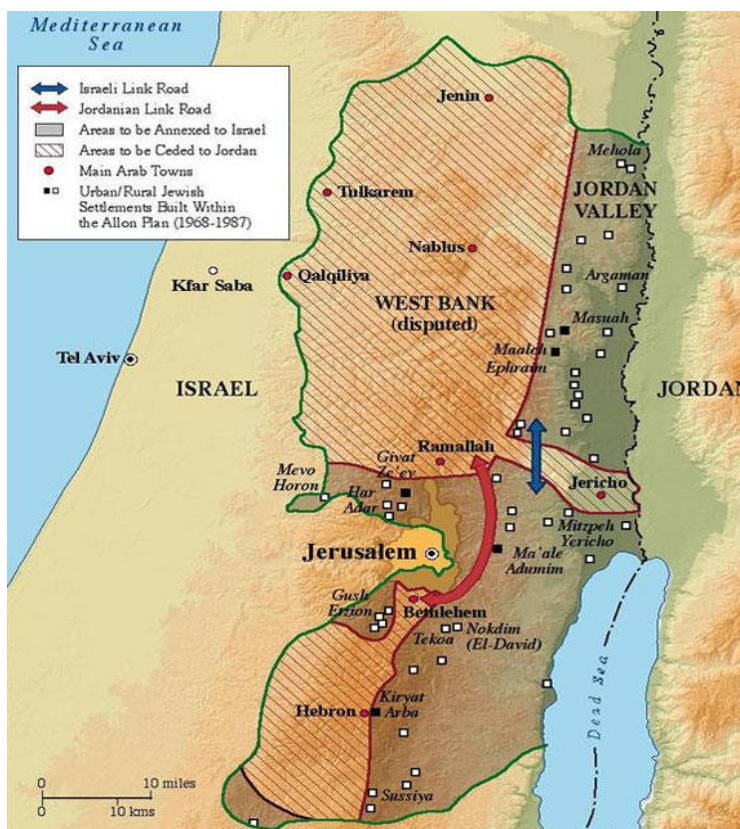 Mediterranean
Sea
Israeli Link Road
Jordanian Link Road
Areas to be Annexed to Israel
Areas to be Ceded to Jordan
Main Arab Towns
Urban/Rural Jewish
Settlements Built Within
the Allon Plan (1968-1987)
Jenin
Mehola
JORDAN
VALLEY
Tulkarem
Nablus
Kfar Saba
Qalqiliya
Argaman
WEST BANK
(disputed)
Masuah
Maaleh
Ephraim
Tel Aviv
ISRAEL
JORDAN
Ramallah
Givat
Ze'ev
Mevo
Horon
Har
Adar
Jericho
Mitzpeh
Yericho
Jerusalem
Ma'ale
Adumim
Gush
Etzion
Bethlehem
Tekoa
Nokdim
(El-David)
Kiryat
Arba
Hebron
Dead Sea
Sussiya
0 10 miles
0 10 kms